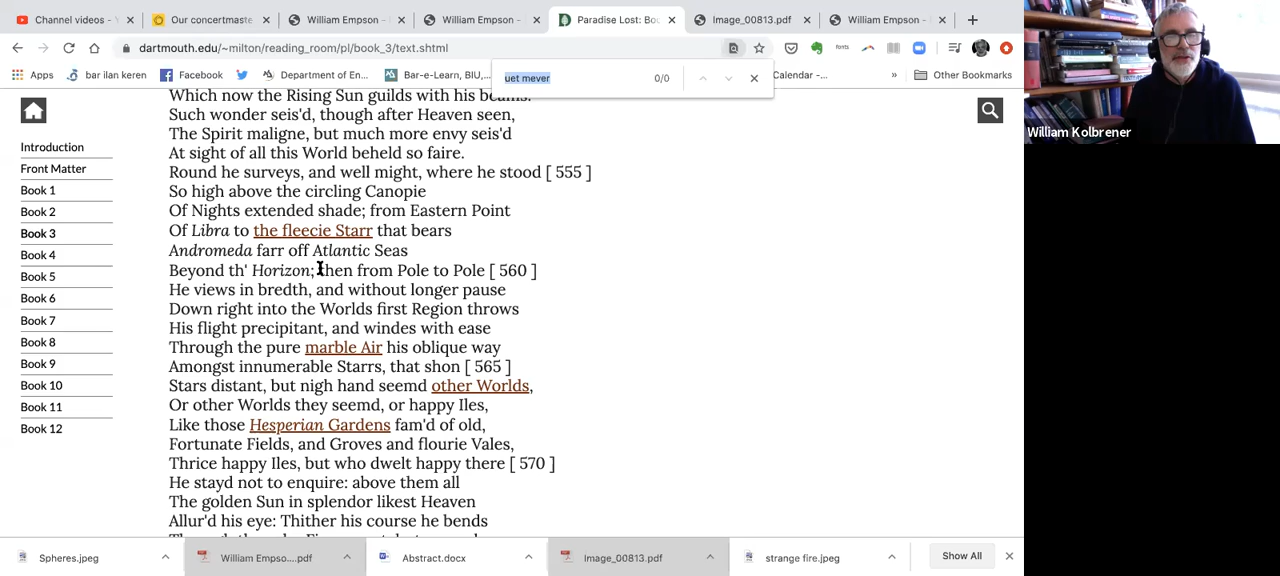 Channel videos - Y
Our concertmaste
William Empson -
William Empson -
Paradise Lost: Bo
Image_00813.pdf
William Empson -
dartmouth.edu/~milton/reading_room/pl/book_3/text.shtml
fonts
Apps
bar ilan keren
Facebook
Department of En...
Bar-e-Learn, BIU,...
Calendar -...
»
Other Bookmarks
uet mever
0/0
William Kolbrener
Introduction
Front Matter
Book 1
Book 2
Book 3
Book 4
Book 5
Book 6
Book 7
Book 8
Book 9
Book 10
Book 11
Book 12
Which now the Rising Sun guilds with his beams.
Such wonder seis'd, though after Heaven seen,
The Spirit maligne, but much more envy seis'd
At sight of all this World beheld so faire.
Round he surveys, and well might, where he stood [ 555 ]
So high above the circling Canopie
Of Nights extended shade; from Eastern Point
Of Libra to the fleecie Starr that bears
Andromeda farr off Atlantic Seas
Beyond th' Horizon; then from Pole to Pole [ 560 ]
He views in bredth, and without longer pause
Down right into the Worlds first Region throws
His flight precipitant, and windes with ease
Through the pure marble Air his oblique way
Amongst innumerable Starrs, that shon [ 565 ]
Stars distant, but nigh hand seemd other Worlds,
Or other Worlds they seemd, or happy Iles,
Like those Hesperian Gardens fam'd of old,
Fortunate Fields, and Groves and flourie Vales,
Thrice happy Iles, but who dwelt happy there [ 570 ]
He stayd not to enquire: above them all
The golden Sun in splendor likest Heaven
Allur'd his eye: Thither his course he bends
Spheres.jpeg
William Empso....pdf
Abstract.docx
Image_00813.pdf
strange fire.jpeg
Show All